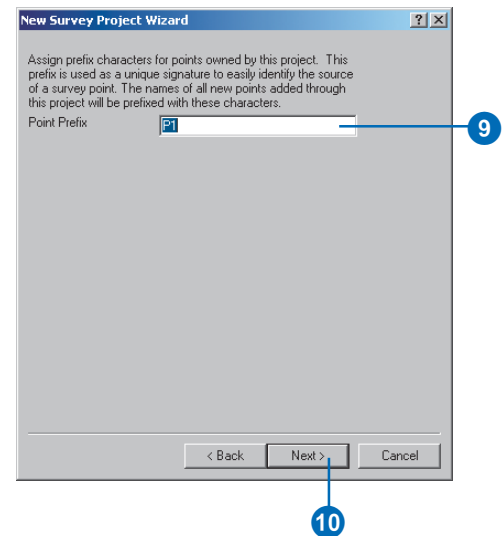 New Survey Project Wizard
Assign prefix characters for points owned by this project. This
prefix is used as a unique signature to easily identify the source
of a survey point. The names of all new points added through
this project will be prefixed with these characters.
Point Prefix P1
9
< Back Next > Cancel
10